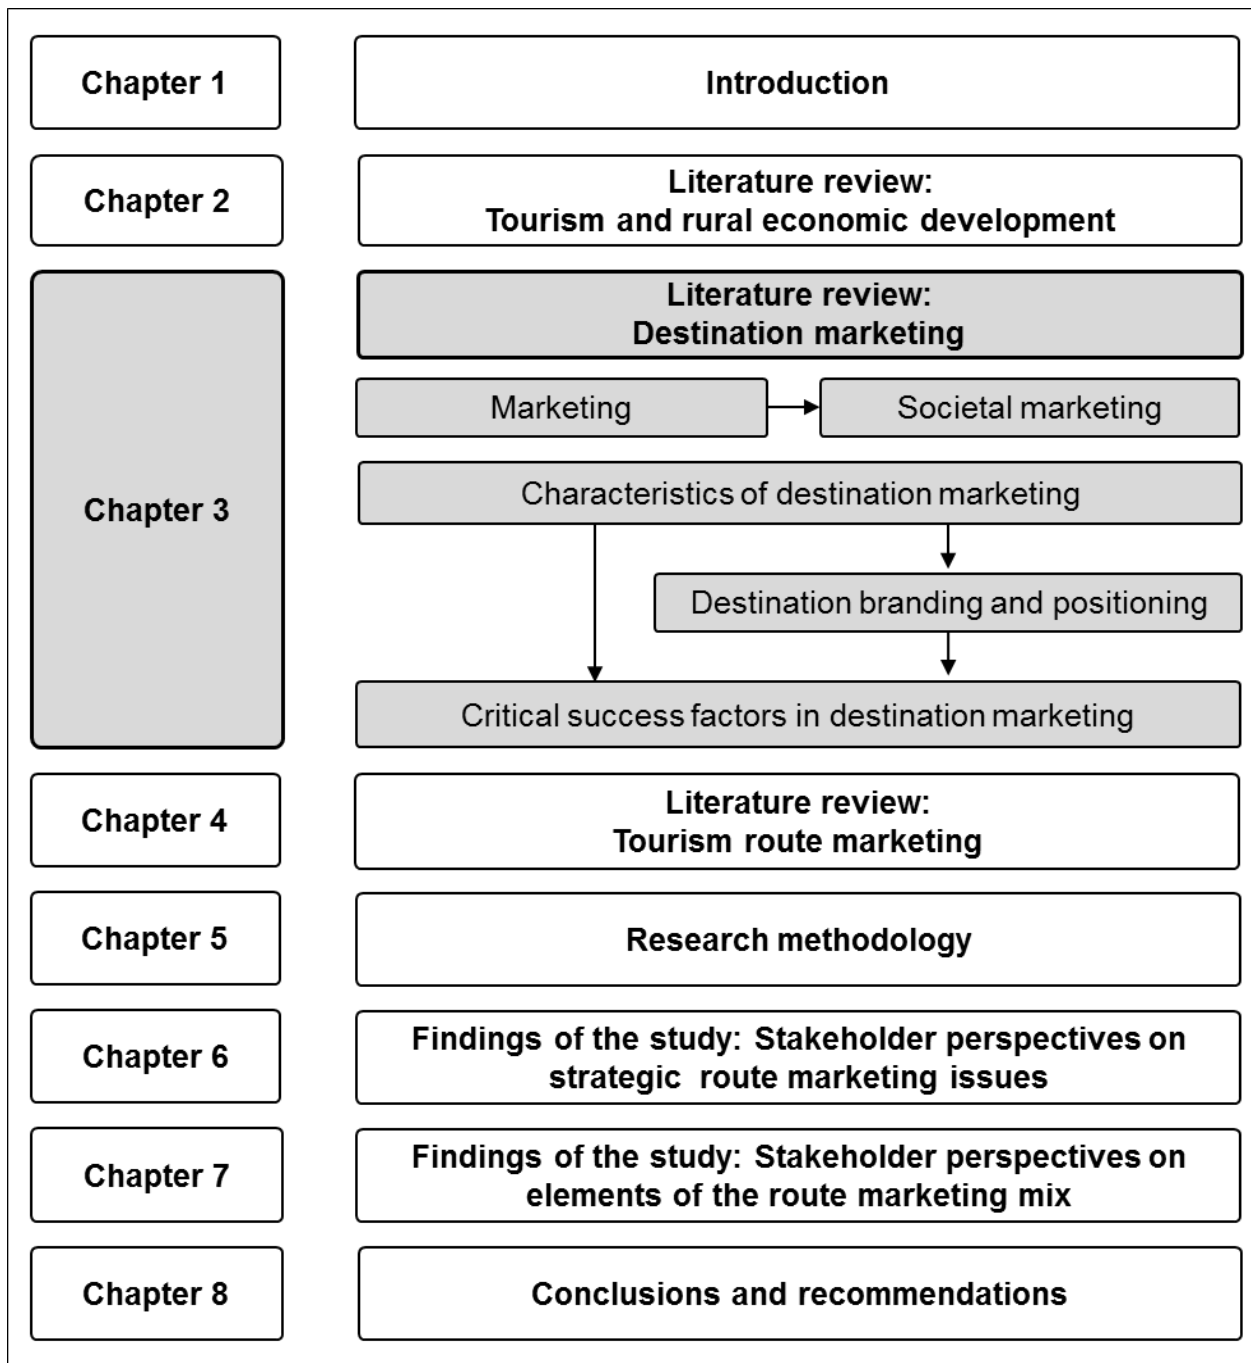 Chapter 1
Introduction
Chapter 2
Literature review:
Tourism and rural economic development
Chapter 3
Literature review:
Destination marketing
Marketing
Societal marketing
Characteristics of destination marketing
Destination branding and positioning
Critical success factors in destination marketing
Chapter 4
Literature review:
Tourism route marketing
Chapter 5
Research methodology
Chapter 6
Findings of the study: Stakeholder perspectives on
strategic route marketing issues
Chapter 7
Findings of the study: Stakeholder perspectives on
elements of the route marketing mix
Chapter 8
Conclusions and recommendations